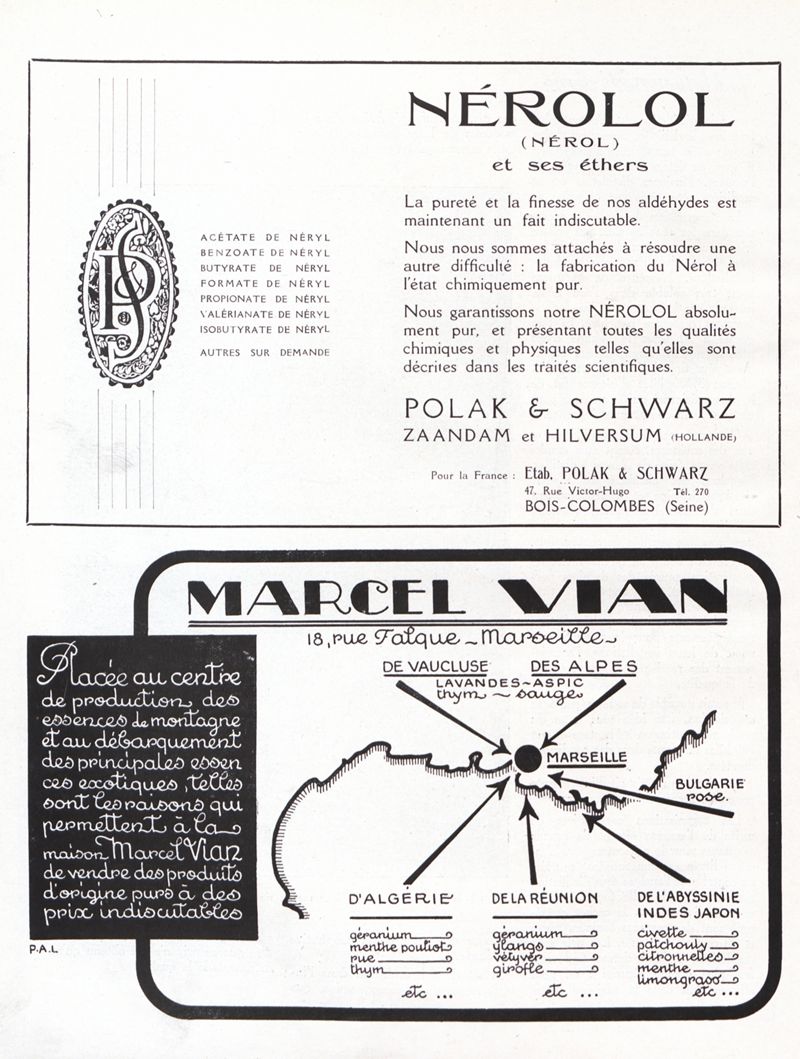 NÉROLOL
(NÉROL)
et ses éthers
La pureté et la finesse de nos aldéhydes est
maintenant un fait indiscutable.
Nous nous sommes attachés à résoudre une
autre difficulté : la fabrication du Nérol à
l'état chimiquement pur.
Nous garantissons notre NÉROLOL absolu-
ment pur, et présentant toutes les qualités
chimiques et physiques telles qu'elles sont
décrites dans les traités scientifiques.
P & S
ACÉTATE DE NÉRYL
BENZOATE DE NÉRYL
BUTYRATE DE NÉRYL
FORMATE DE NÉRYL
PROPIONATE DE NÉRYL
VALÉRIANATE DE NÉRYL
ISOBUTYRATE DE NÉRYL
AUTRES SUR DEMANDE
POLAK & SCHWARZ
ZAANDAM et HILVERSUM (HOLLANDE)
Pour la France : Etab. POLAK & SCHWARZ
47, Rue Victor-Hugo Tél. 270
BOIS-COLOMBES (Seine)
MARCEL VIAN
18, rue Falque - Marseille
Placée au centre
de production des
essences de montagne
et au débarquement
des principales essen
ces exotiques, telles
sont les raisons qui
permettent à la
maison Marcel Vian
de vendre des produits
d'origine purs à des
prix indiscutables
P.A.L
DE VAUCLUSE DES ALPES
LAVANDES-ASPIC
thym ~ sauge
MARSEILLE
BULGARIE
rose.
D'ALGÉRIE
géranium
menthe pouliot
rue
thym
etc ...
DE LA RÉUNION
géranium
ylang
vétyver
girofle
etc ...
DE L'ABYSSINIE
INDES JAPON
civette
patchouly
citronnelles
menthe
limongrass
etc ...